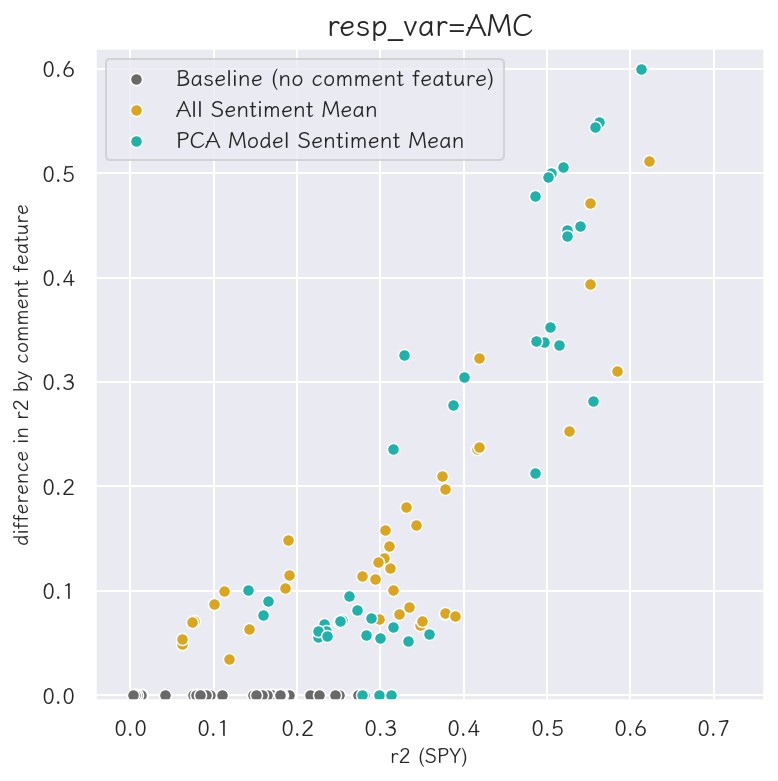 resp_var=AMC
Baseline (no comment feature)
All Sentiment Mean
PCA Model Sentiment Mean
difference in r2 by comment feature
0.6
0.5
0.4
0.3
0.2
0.1
0.0
0.0 0.1 0.2 0.3 0.4 0.5 0.6 0.7
r2 (SPY)